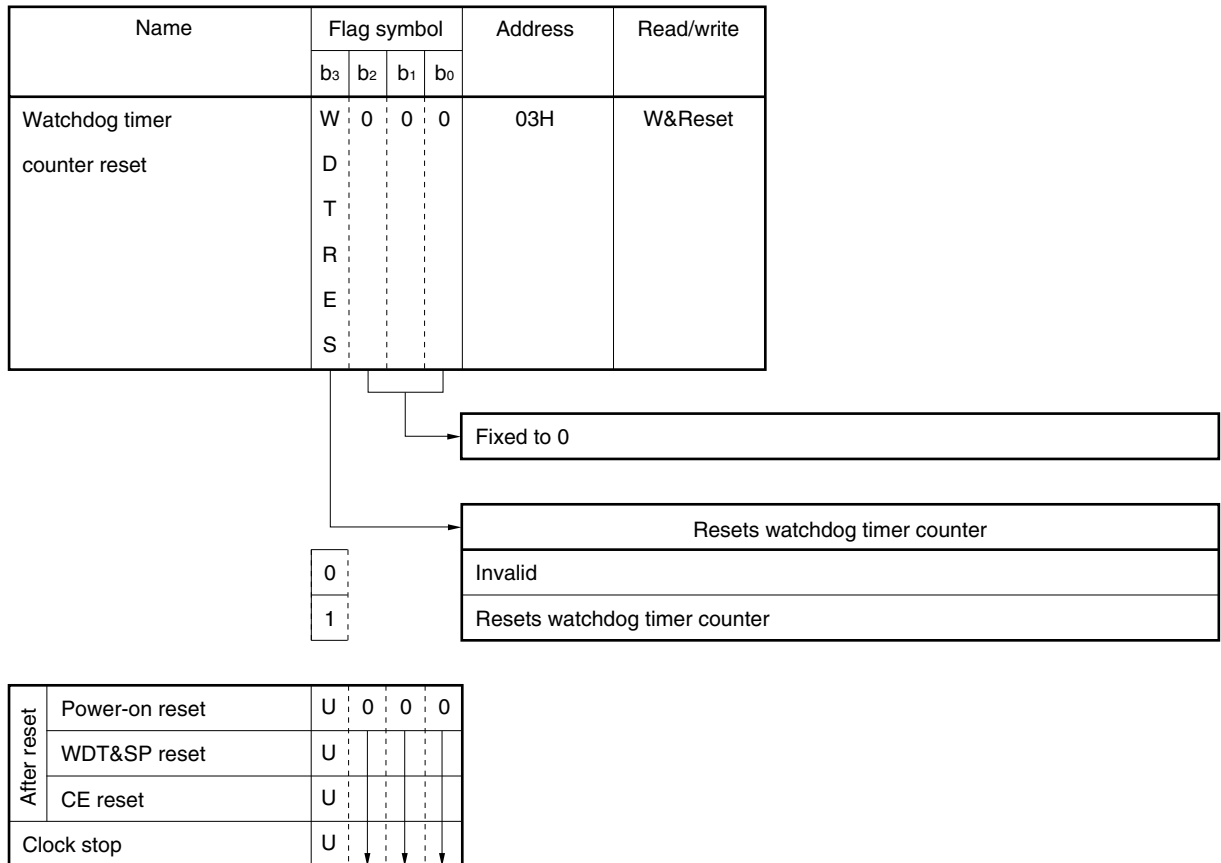 Name Flag symbol Address Read/write
b3 b2 b1 b0
Watchdog timer W 0 0 0 03H W&Reset
counter reset D
T
R
E
S
Fixed to 0
Resets watchdog timer counter
0 Invalid
1 Resets watchdog timer counter
After reset
Power-on reset U 0 0 0
WDT&SP reset U
CE reset U
Clock stop U